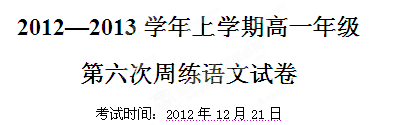 2012—2013 学年上学期高一年级
第六次周练语文试卷
考试时间：2012 年 12 月 21 日